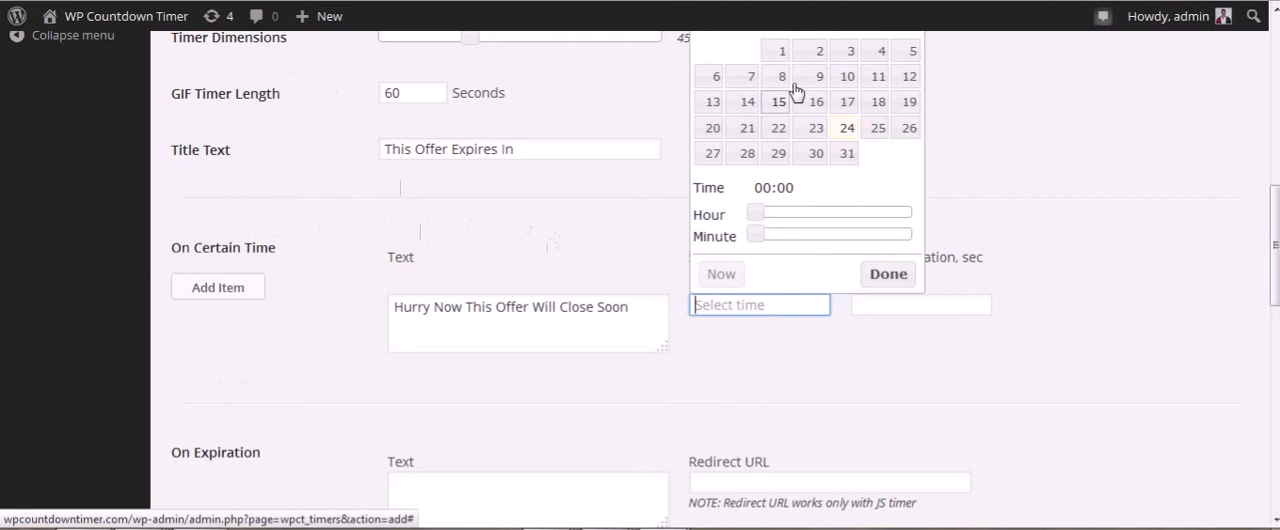 WP Countdown Timer 4 0 New Howdy, admin
Collapse menu
Timer Dimensions 45
1 2 3 4 5
GIF Timer Length 60 Seconds
6 7 8 9 10 11 12
13 14 15 16 17 18 19
20 21 22 23 24 25 26
27 28 29 30 31
Title Text This Offer Expires In
Time 00:00
Hour
Minute
On Certain Time Text ation, sec
Add Item
Now Done
Hurry Now This Offer Will Close Soon Select time
On Expiration
Text Redirect URL
NOTE: Redirect URL works only with JS timer
wpcountdowntimer.com/wp-admin/admin.php?page=wpct_timers&action=add#